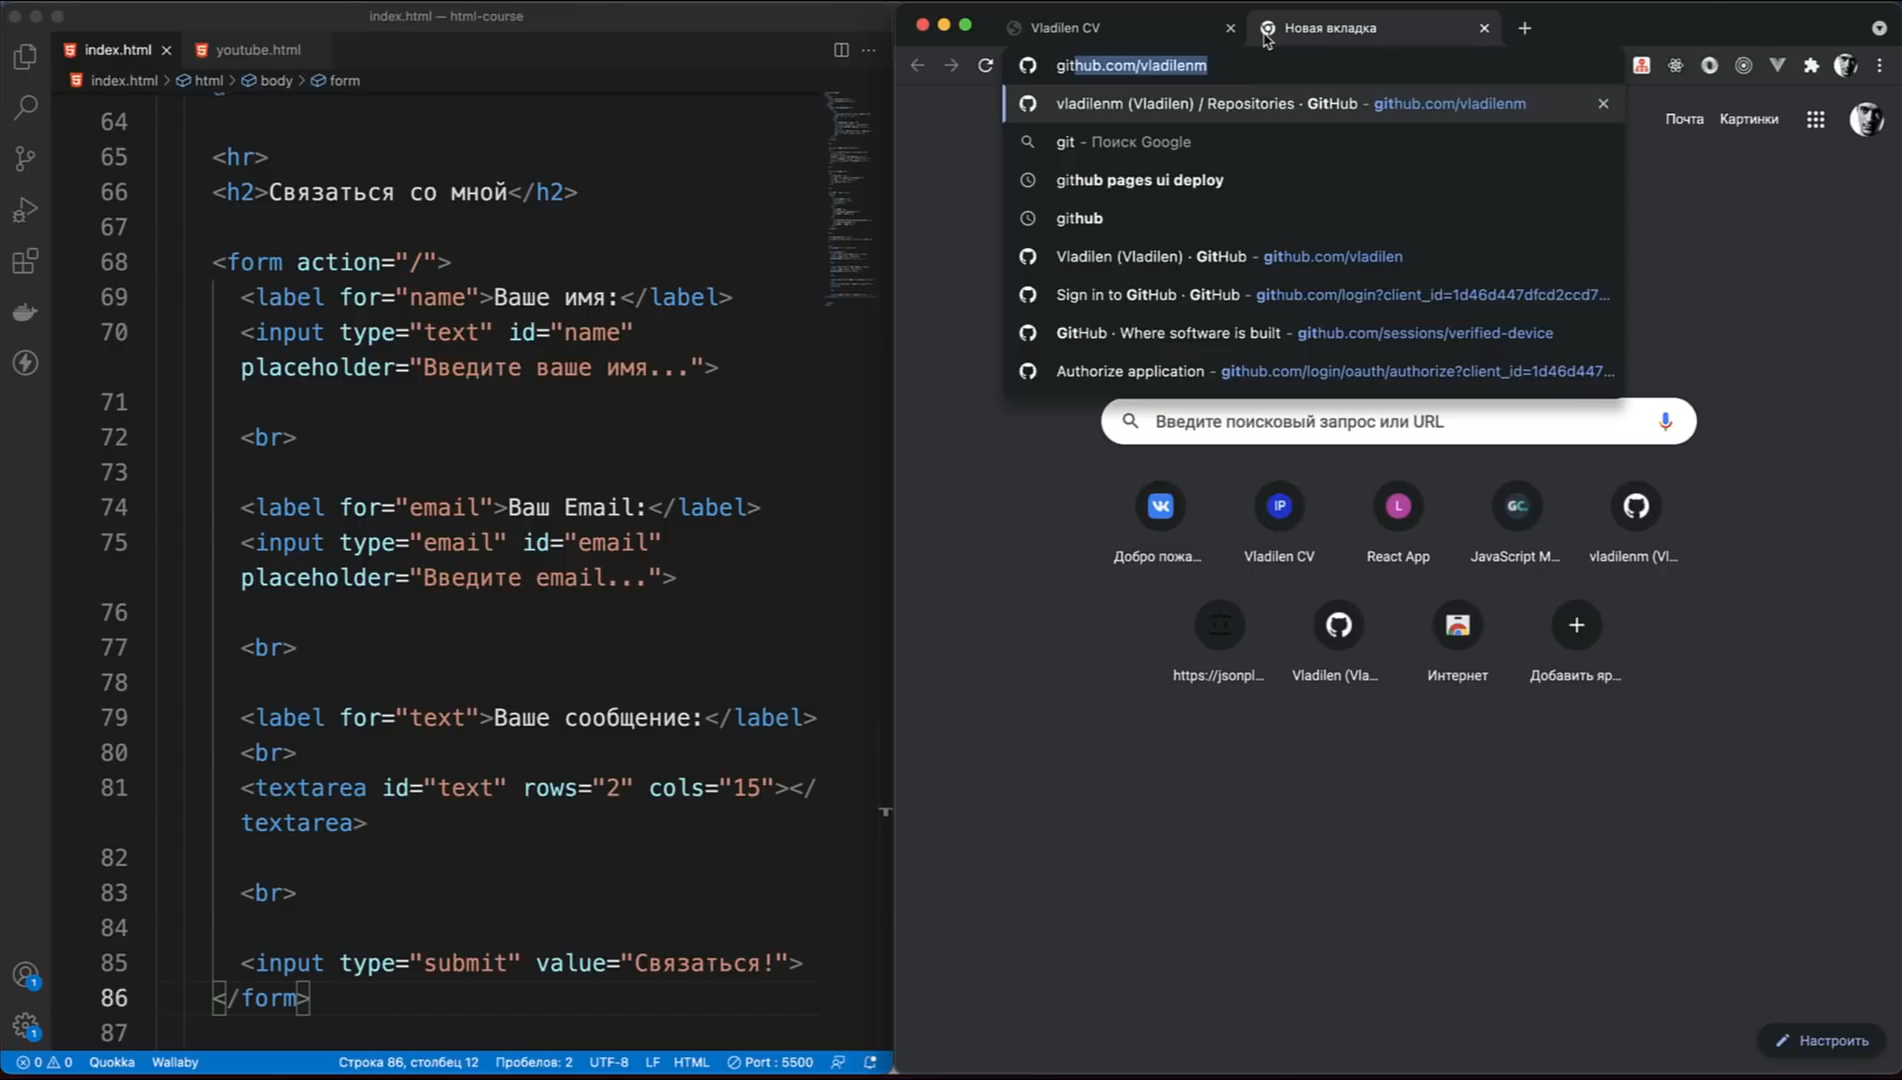 index.html — html-course
index.html
youtube.html
index.html > html > body > form
64
65 <hr>
66 <h2>Связаться со мной</h2>
67
68 <form action="/">
69 <label for="name">Ваше имя:</label>
70 <input type="text" id="name"
placeholder="Введите ваше имя...">
71
72 <br>
73
74 <label for="email">Ваш Email:</label>
75 <input type="email" id="email"
placeholder="Введите email...">
76
77 <br>
78
79 <label for="text">Ваше сообщение:</label>
80 <br>
81 <textarea id="text" rows="2" cols="15"></
textarea>
82
83 <br>
84
85 <input type="submit" value="Связаться!">
86 </form>
87
1
1
0 0 Quokka Wallaby Строка 86, столбец 12 Пробелов: 2 UTF-8 LF HTML Port : 5500
Vladilen CV
Новая вкладка
github.com/vladilenm
vladilenm (Vladilen) / Repositories · GitHub - github.com/vladilenm
git - Поиск Google
github pages ui deploy
github
Vladilen (Vladilen) · GitHub - github.com/vladilen
Sign in to GitHub · GitHub - github.com/login?client_id=1d46d447dfcd2ccd7...
GitHub · Where software is built - github.com/sessions/verified-device
Authorize application - github.com/login/oauth/authorize?client_id=1d46d447...
Почта Картинки
Введите поисковый запрос или URL
IP
L
GC.
Добро пожа...
Vladilen CV
React App
JavaScript M...
vladilenm (Vl...
https://jsonpl...
Vladilen (Vla...
Интернет
Добавить яр...
Настроить